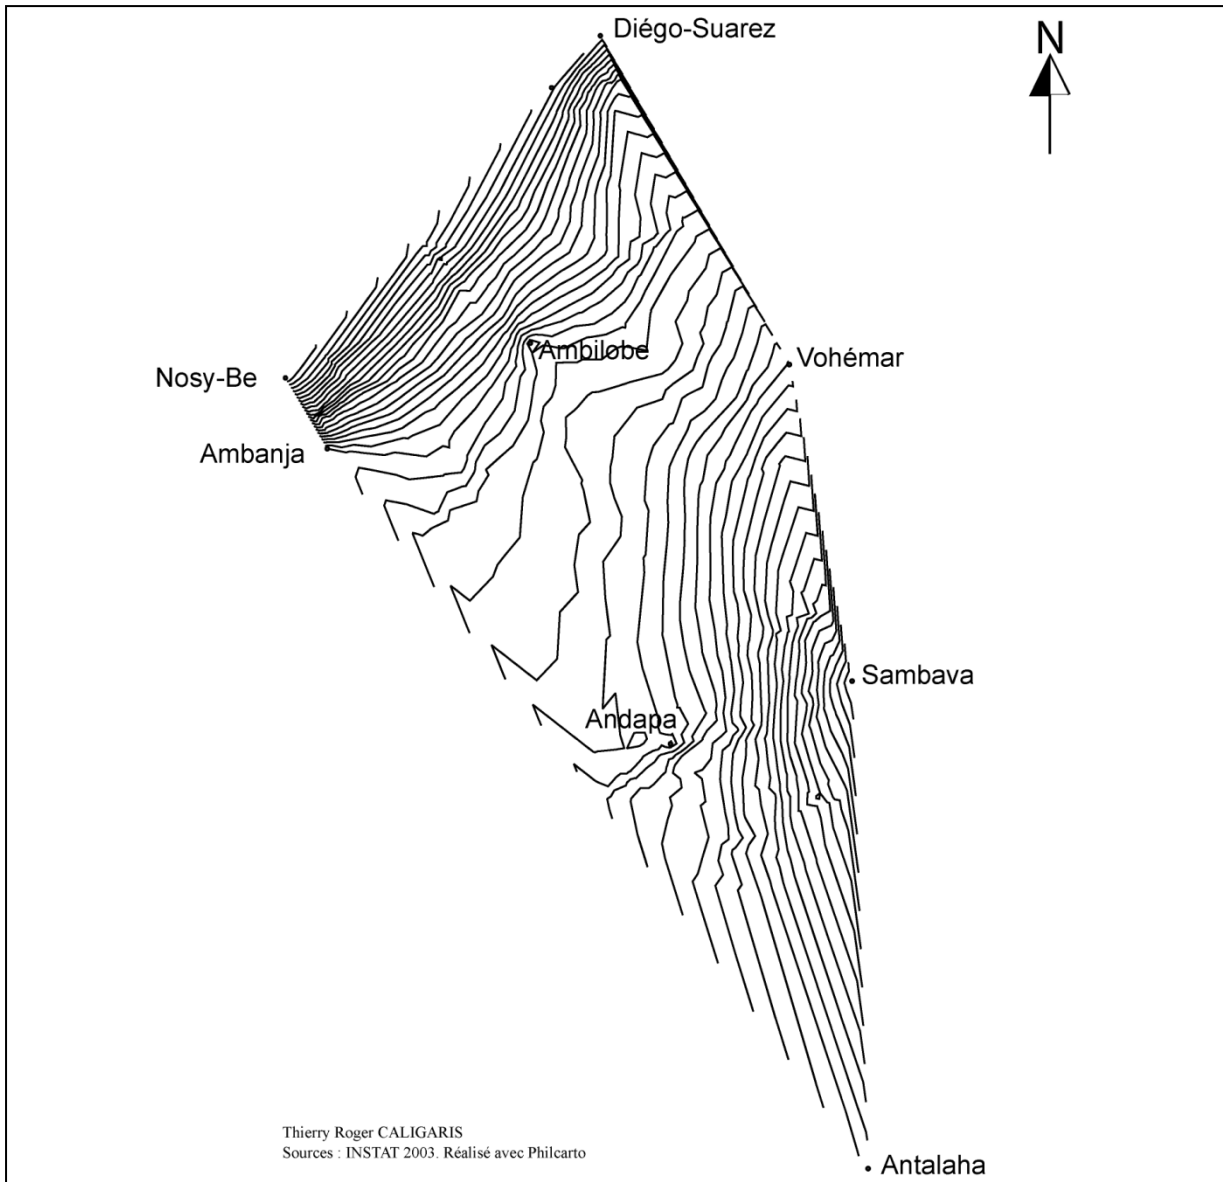 Diégo-Suarez
N
Ambilobe
Vohémar
Nosy-Be
Ambanja
Sambava
Andapa
Thierry Roger CALIGARIS
Sources : INSTAT 2003. Réalisé avec Philcarto
Antalaha